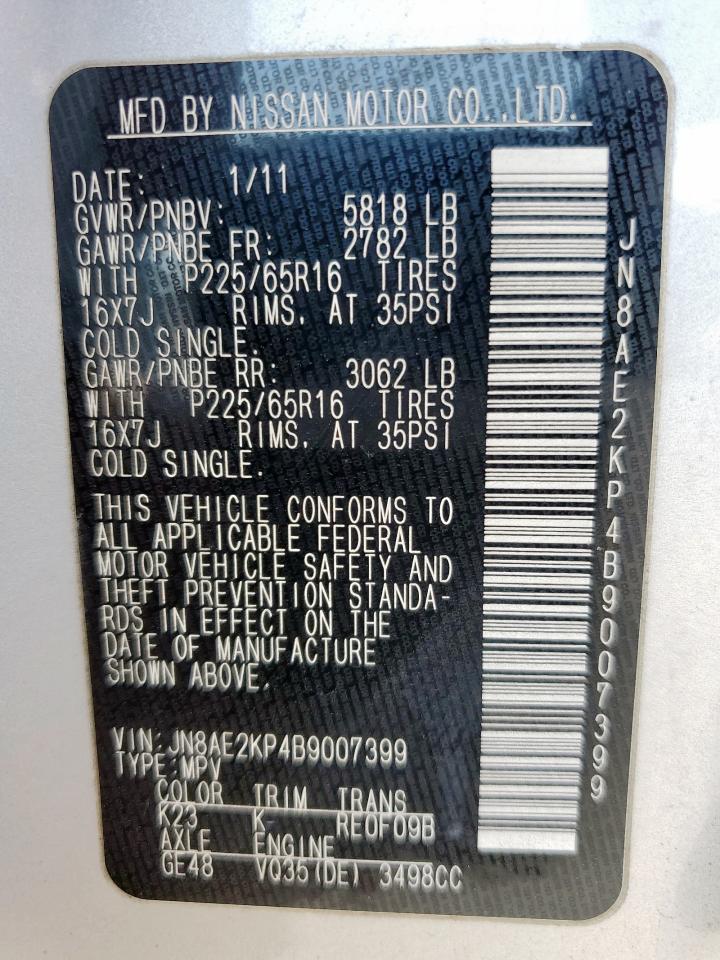 MFD BY NISSAN MOTOR CO.,LTD.
DATE: 1/11
GVWR/PNBV: 5818 LB
GAWR/PNBE FR: 2782 LB
WITH P225/65R16 TIRES
16X7J RIMS, AT 35PSI
COLD SINGLE.
GAWR/PNBE RR: 3062 LB
WITH P225/65R16 TIRES
16X7J RIMS, AT 35PSI
COLD SINGLE.
THIS VEHICLE CONFORMS TO
ALL APPLICABLE FEDERAL
MOTOR VEHICLE SAFETY AND
THEFT PREVENTION STANDA-
RDS IN EFFECT ON THE
DATE OF MANUFACTURE
SHOWN ABOVE.
VIN:JN8AE2KP4B9007399
TYPE:MPV
COLOR TRIM TRANS
K23 K REOF09B
AXLE ENGINE
GE48 VQ35(DE) 3498CC
JN8AE2KP4B9007399